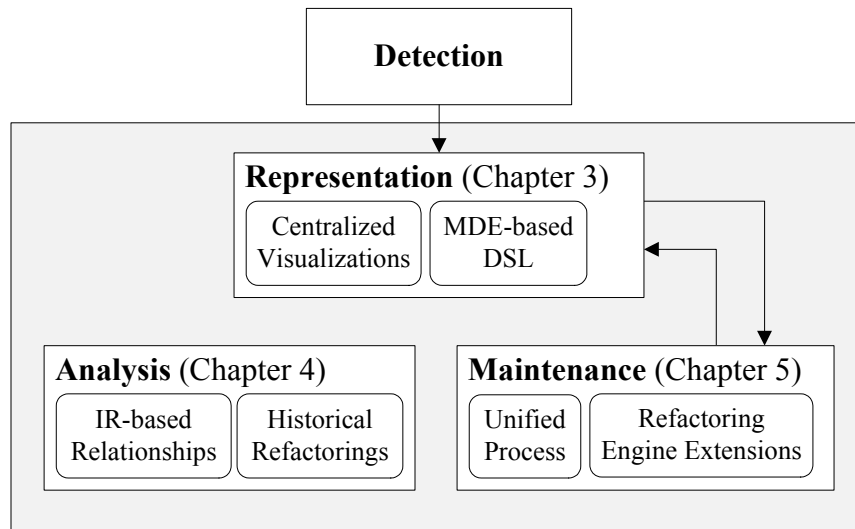 Detection
Representation (Chapter 3)
Centralized
Visualizations
MDE-based
DSL
Analysis (Chapter 4)
IR-based
Relationships
Historical
Refactorings
Maintenance (Chapter 5)
Unified
Process
Refactoring
Engine Extensions